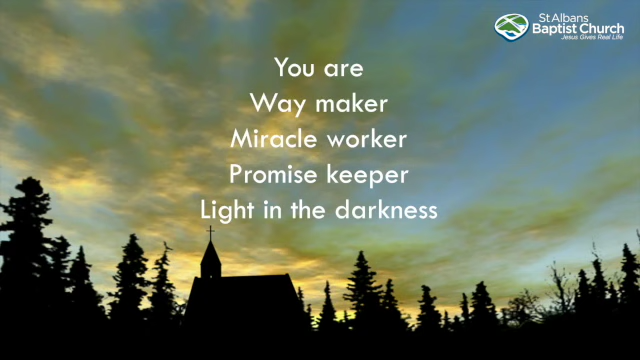 St Albans
Baptist Church
Jesus Gives Real Life
You are
Way maker
Miracle worker
Promise keeper
Light in the darkness